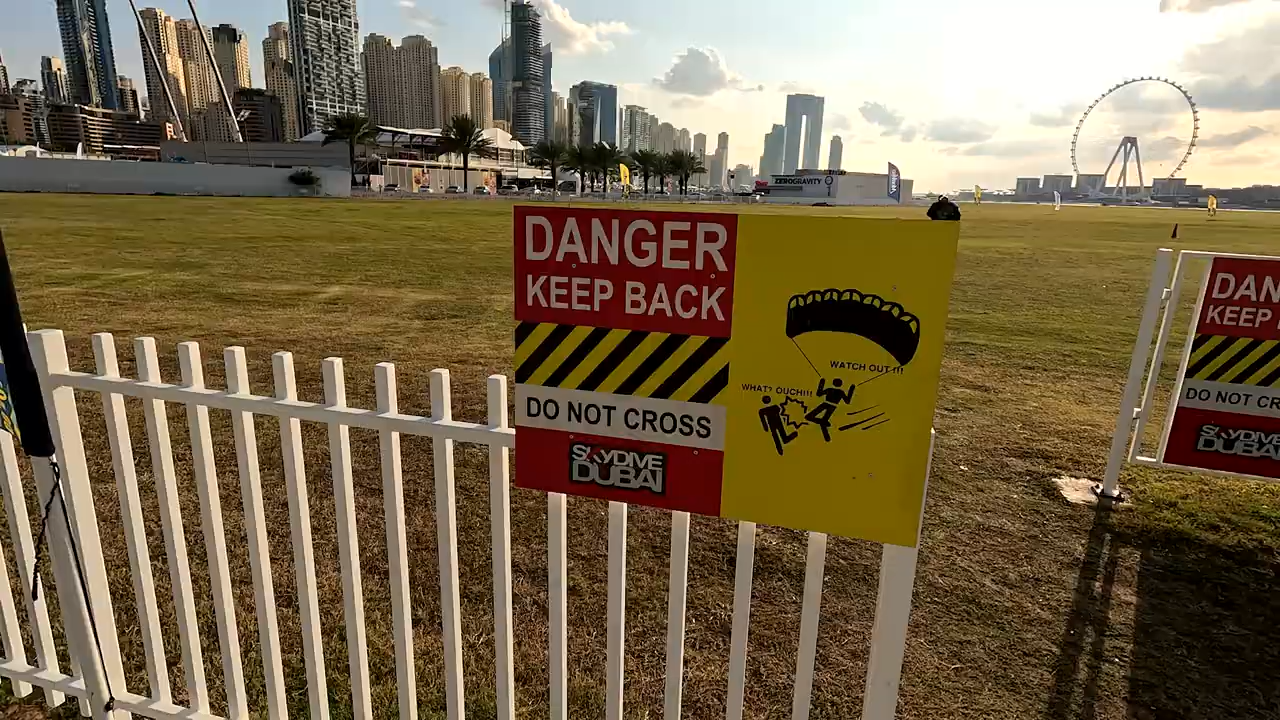 ZEROGRAVITY
DANGER
KEEP BACK
DO NOT CROSS
SKYDIVE
DUBAI
WATCH OUT !!!
WHAT? OUCH!!!
DAN
KEEP
DO NOT CR
SKYDIVE
DUBAI